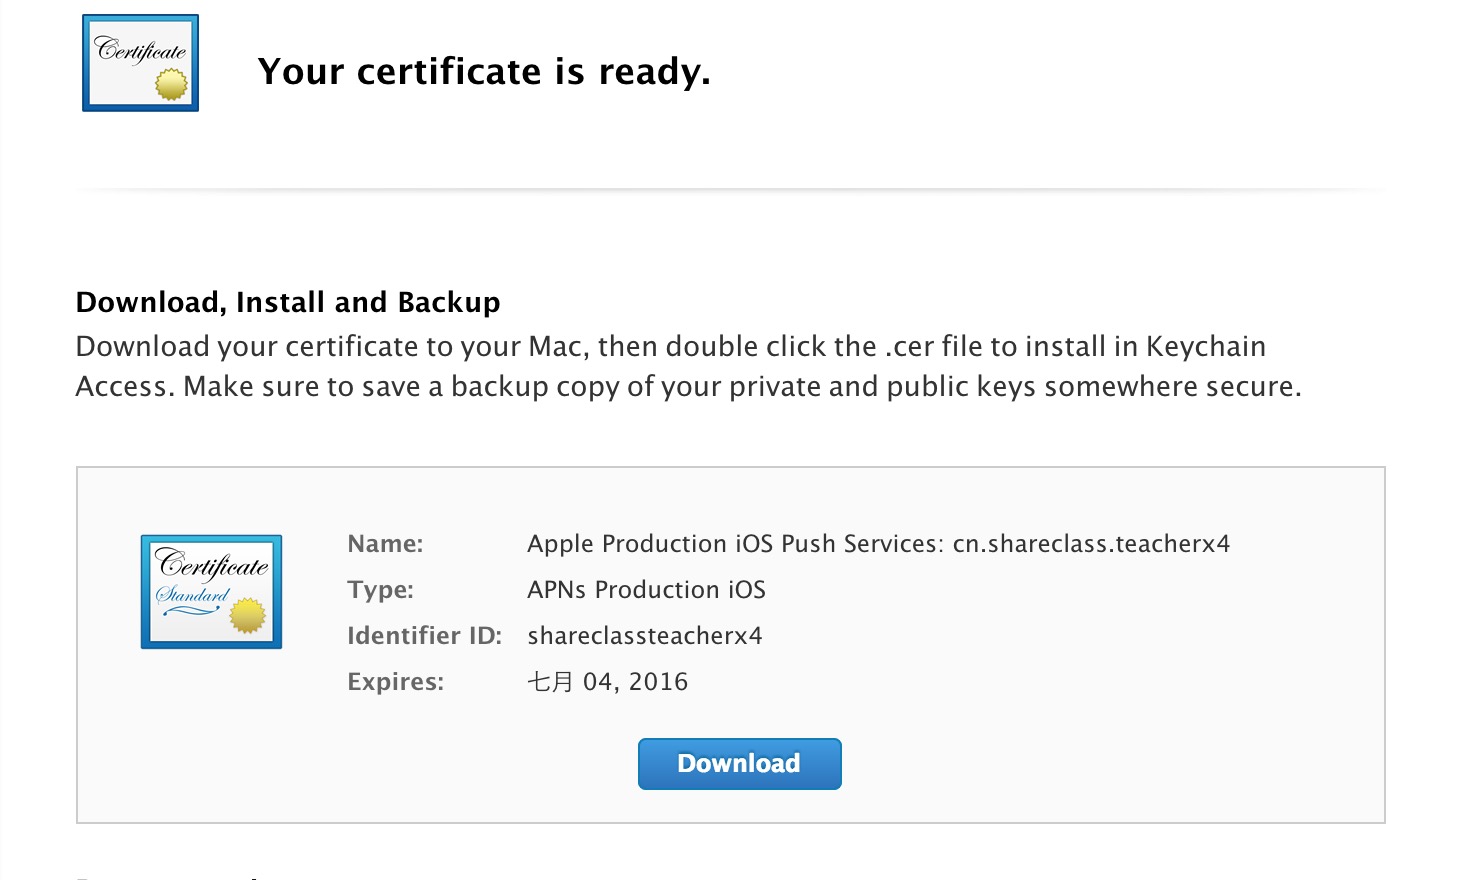 Certificate
Your certificate is ready.
Download, Install and Backup
Download your certificate to your Mac, then double click the .cer file to install in Keychain
Access. Make sure to save a backup copy of your private and public keys somewhere secure.
Certificate
Standard
Name: Apple Production iOS Push Services: cn.shareclass.teacherx4
Type: APNs Production iOS
Identifier ID: shareclassteacherx4
Expires: 七月 04, 2016
Download